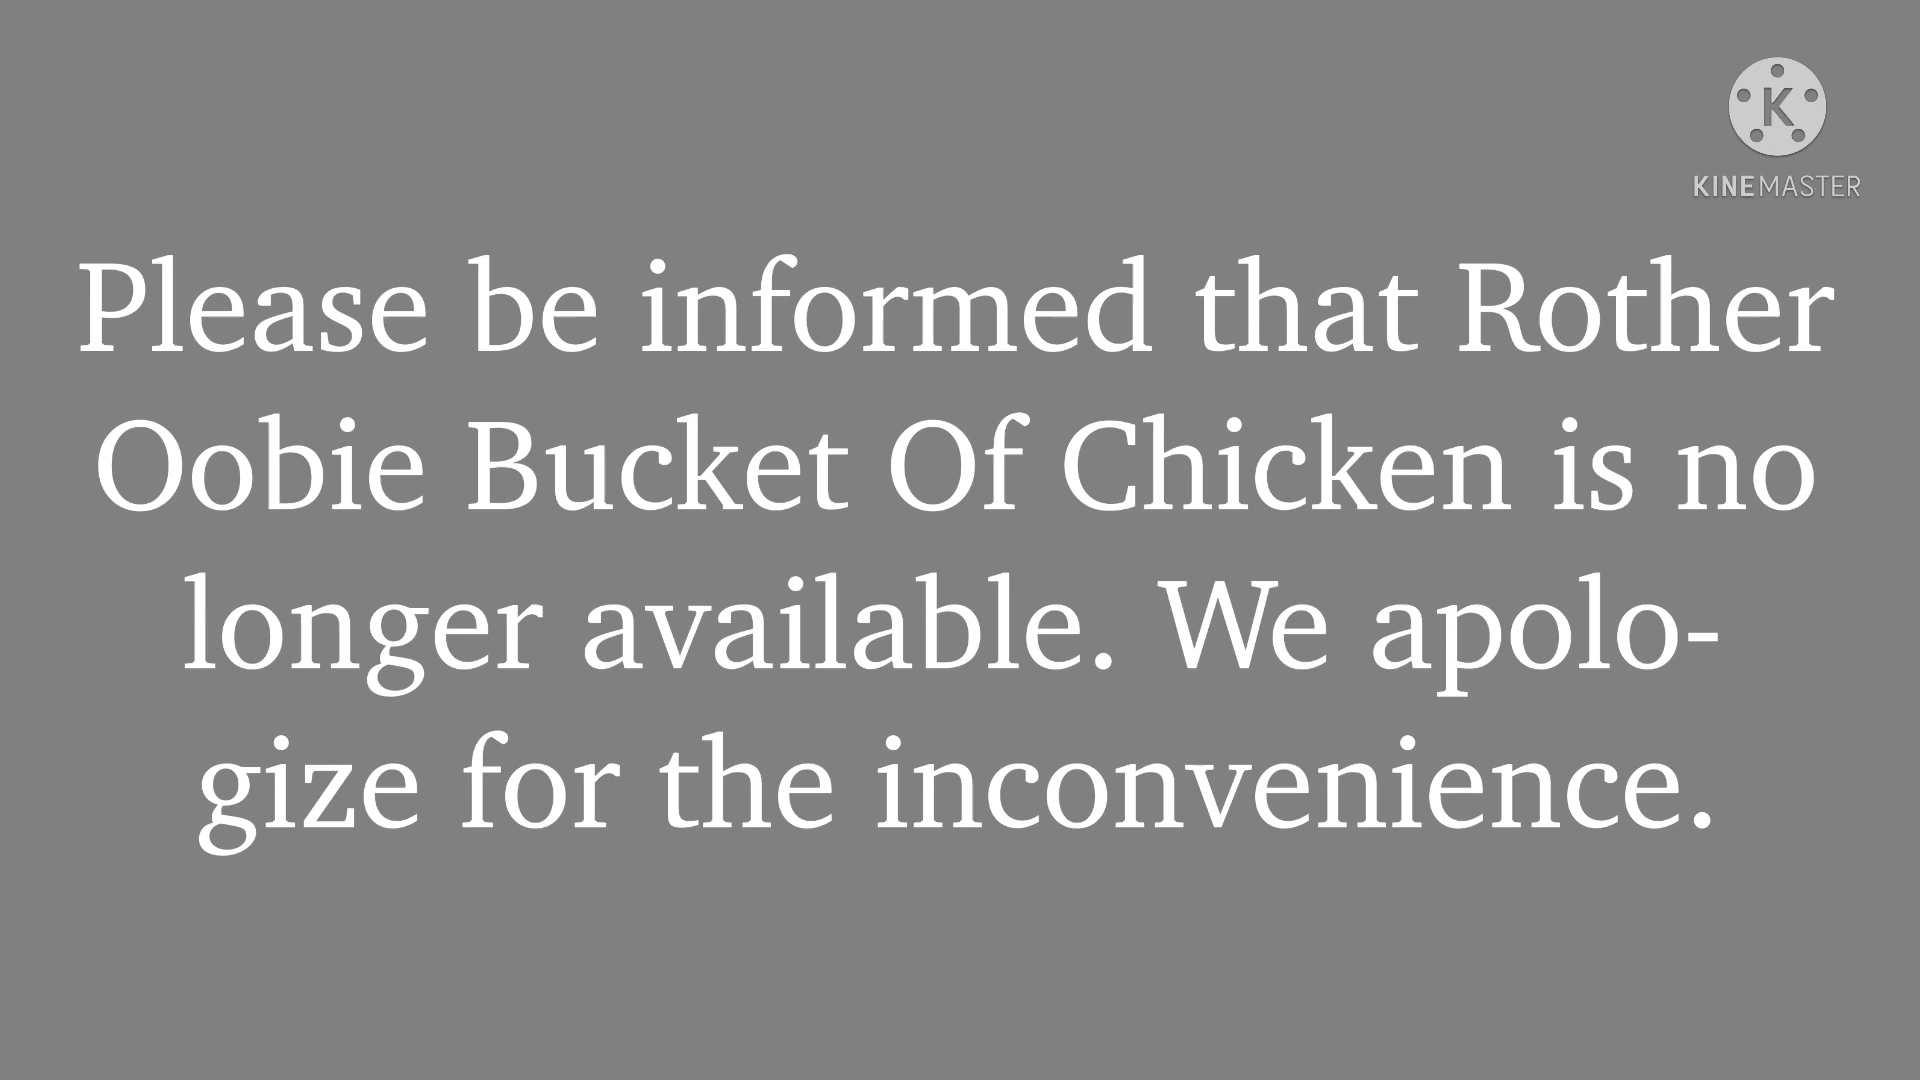 K
KINEMASTER
Please be informed that Rother
Oobie Bucket Of Chicken is no
longer available. We apolo-
gize for the inconvenience.